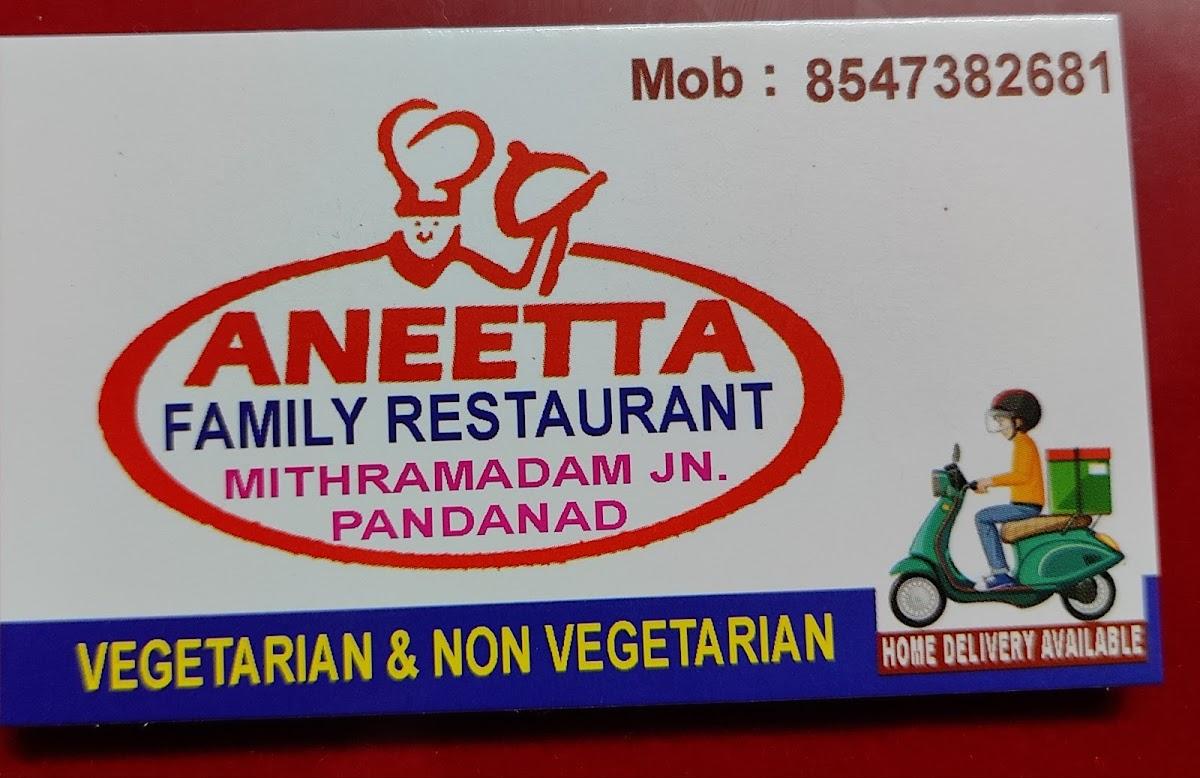 Mob : 8547382681
ANEETTA
FAMILY RESTAURANT
MITHRAMADAM JN.
PANDANAD
VEGETARIAN & NON VEGETARIAN
HOME DELIVERY AVAILABLE